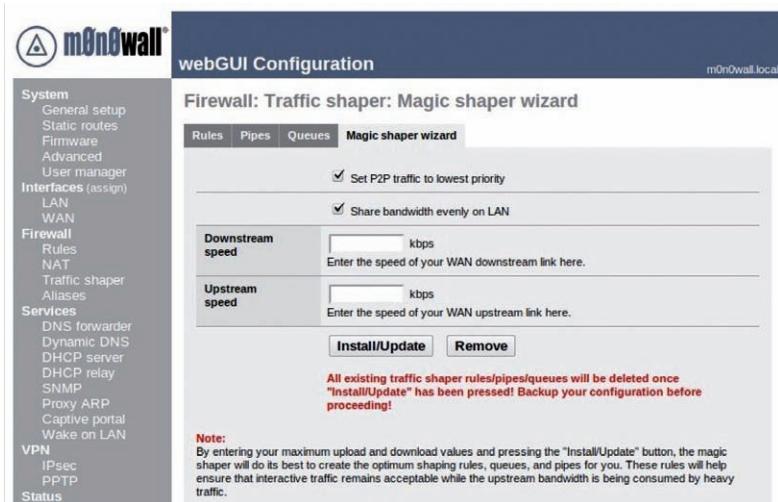 m0n0wall®
webGUI Configuration
m0n0wall.local
System
General setup
Static routes
Firmware
Advanced
User manager
Interfaces (assign)
LAN
WAN
Firewall
Rules
NAT
Traffic shaper
Aliases
Services
DNS forwarder
Dynamic DNS
DHCP server
DHCP relay
SNMP
Proxy ARP
Captive portal
Wake on LAN
VPN
IPsec
PPTP
Status
Firewall: Traffic shaper: Magic shaper wizard
Rules Pipes Queues Magic shaper wizard
Set P2P traffic to lowest priority
Share bandwidth evenly on LAN
Downstream
speed
kbps
Enter the speed of your WAN downstream link here.
Upstream
speed
kbps
Enter the speed of your WAN upstream link here.
Install/Update Remove
All existing traffic shaper rules/pipes/queues will be deleted once
"Install/Update" has been pressed! Backup your configuration before
proceeding!
Note:
By entering your maximum upload and download values and pressing the "Install/Update" button, the magic
shaper will do its best to create the optimum shaping rules, queues, and pipes for you. These rules will help
ensure that interactive traffic remains acceptable while the upstream bandwidth is being consumed by heavy
traffic.